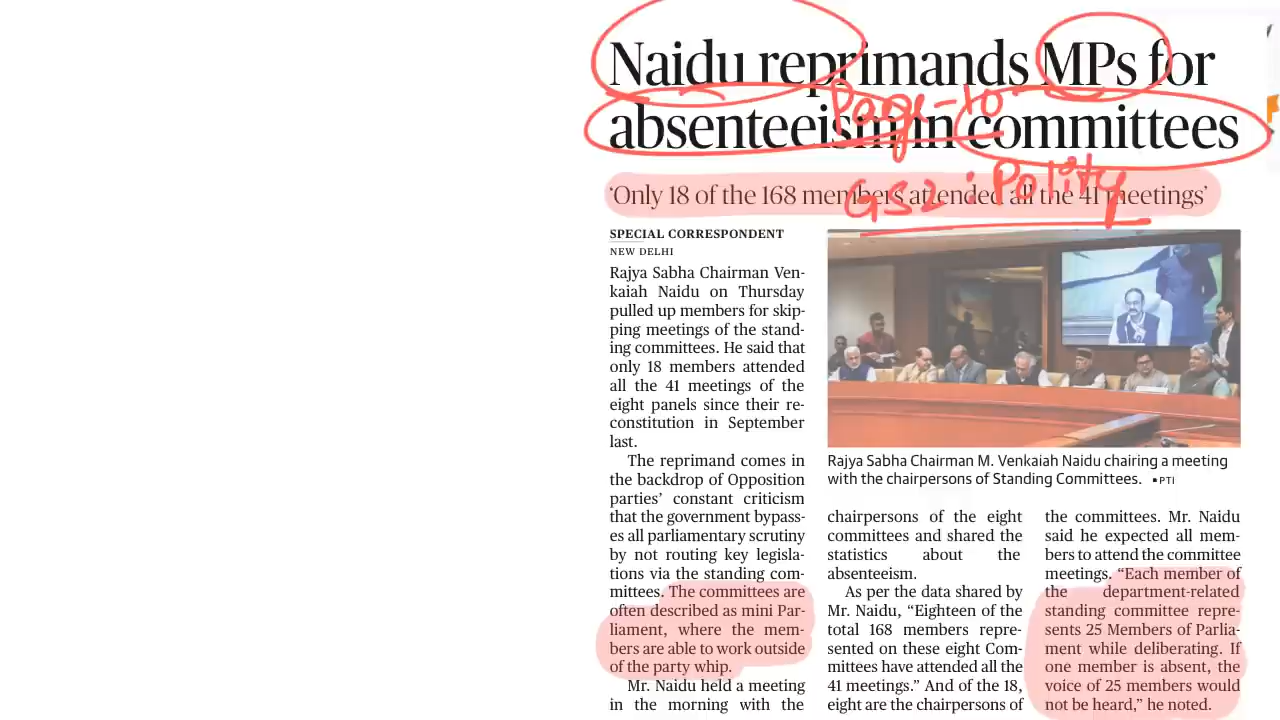 Naidu reprimands MPs for
absenteeism in committees
Page-10
GS2: Polity
‘Only 18 of the 168 members attended all the 41 meetings’
SPECIAL CORRESPONDENT
NEW DELHI
Rajya Sabha Chairman Ven-
kaiah Naidu on Thursday
pulled up members for skip-
ping meetings of the stand-
ing committees. He said that
only 18 members attended
all the 41 meetings of the
eight panels since their re-
constitution in September
last.
The reprimand comes in
the backdrop of Opposition
parties’ constant criticism
that the government bypass-
es all parliamentary scrutiny
by not routing key legisla-
tions via the standing com-
mittees. The committees are
often described as mini Par-
liament, where the mem-
bers are able to work outside
of the party whip.
Mr. Naidu held a meeting
in the morning with the
Rajya Sabha Chairman M. Venkaiah Naidu chairing a meeting
with the chairpersons of Standing Committees. ▪PTI
chairpersons of the eight
committees and shared the
statistics about the
absenteeism.
As per the data shared by
Mr. Naidu, “Eighteen of the
total 168 members repre-
sented on these eight Com-
mittees have attended all the
41 meetings.” And of the 18,
eight are the chairpersons of
the committees. Mr. Naidu
said he expected all mem-
bers to attend the committee
meetings. “Each member of
the department-related
standing committee repre-
sents 25 Members of Parlia-
ment while deliberating. If
one member is absent, the
voice of 25 members would
not be heard,” he noted.